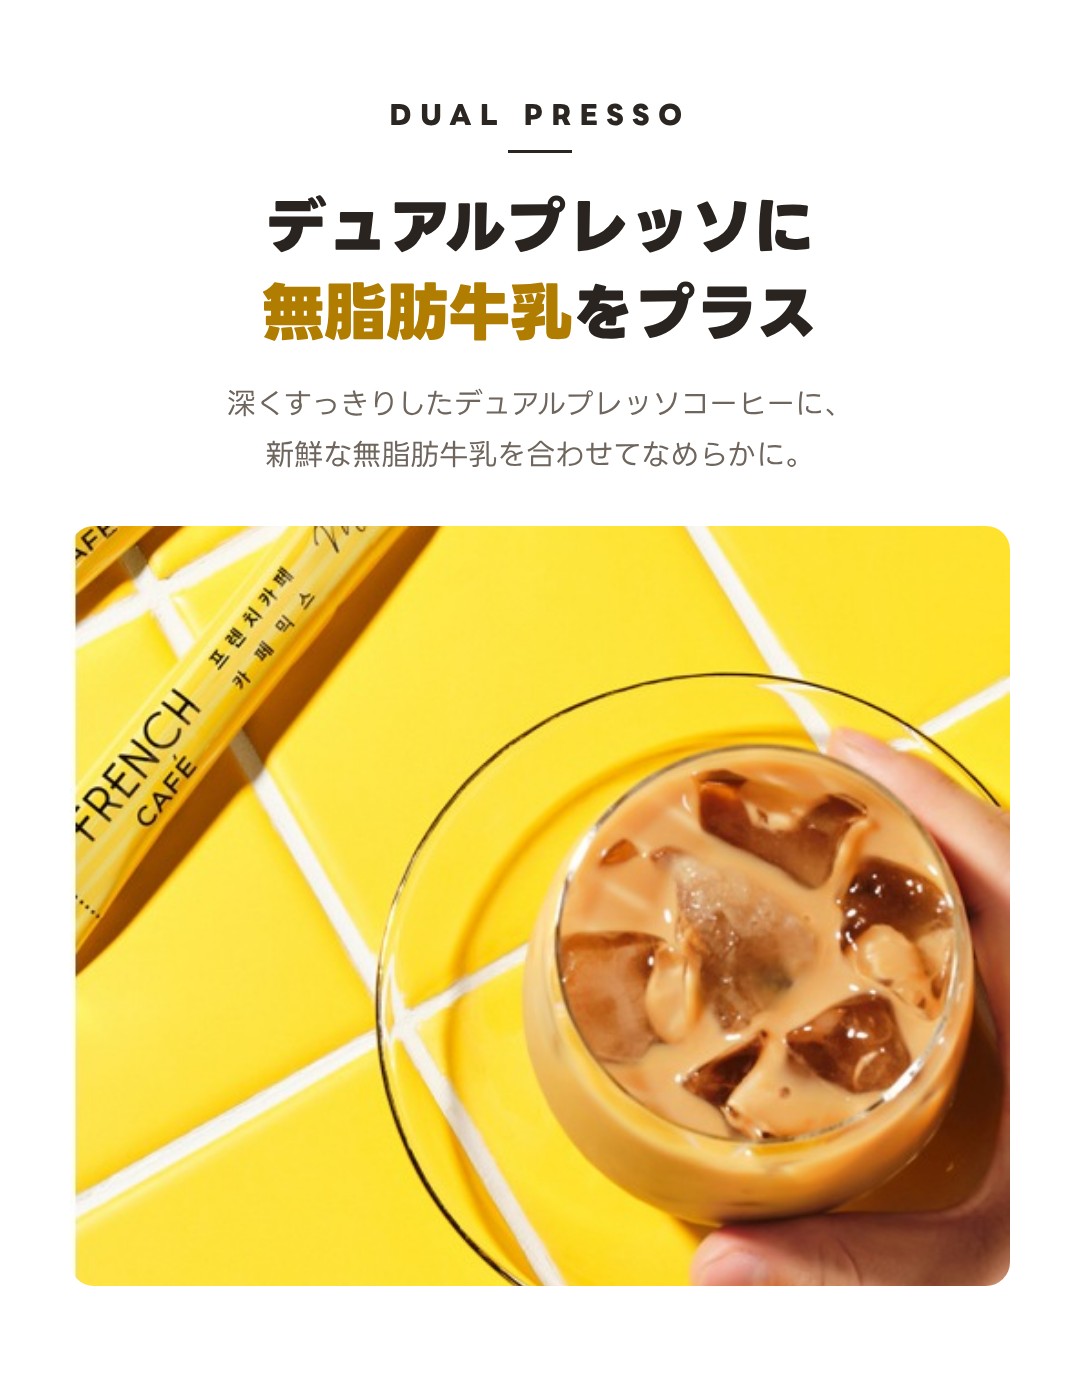 DUAL PRESSO
デュアルプレッソに
無脂肪牛乳をプラス
深くすっきりしたデュアルプレッソコーヒーに、
新鮮な無脂肪牛乳を合わせてなめらかに。
프렌치카페
카페믹스
FRENCH
CAFÉ